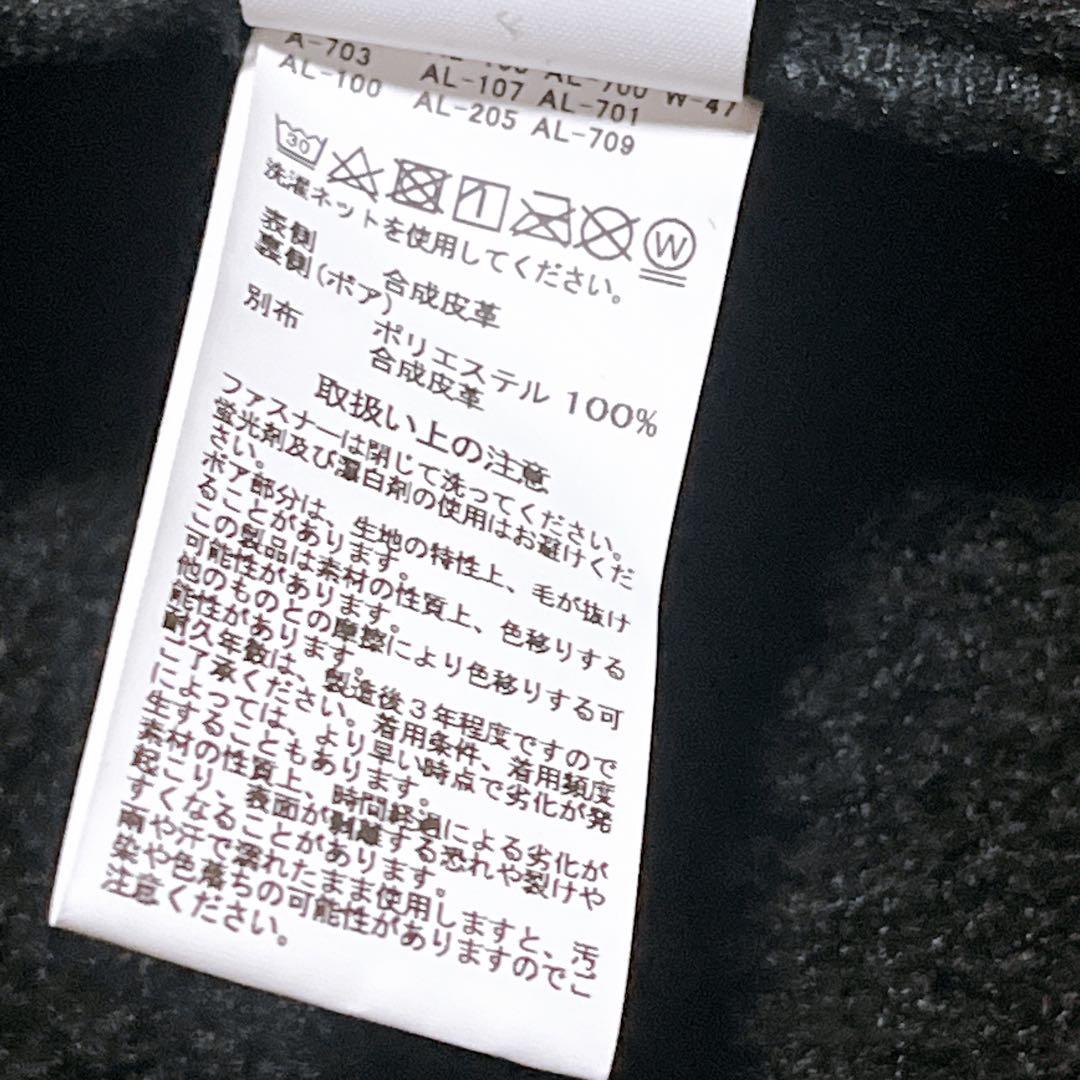 A-703 AL-700 W-47
AL-100 AL-107 AL-701
AL-205 AL-709
30 W
洗濯ネットを使用してください。
表側 合成皮革
裏側(ボア) ポリエステル 100%
別布 合成皮革
取扱い上の注意
ファスナーは閉じて洗ってください。
蛍光剤及び漂白剤の使用はお避けくだ
さい。
ボア部分は、生地の特性上、毛が抜け
ることがあります。
この製品は素材の性質上、色移りする
可能性があります。
他のものとの摩擦により色移りする可
能性があります。
耐久年数は、製造後3年程度ですので
ご了承ください。着用条件、着用頻度
によっては、より早い時点で劣化が発
生することもあります。
素材の性質上、時間経過による劣化が
起こり、表面が剥離する恐れや裂けや
すくなることがあります。
雨や汗で濡れたまま使用しますと、汚
染や色落ちの可能性がありますのでご
注意ください。